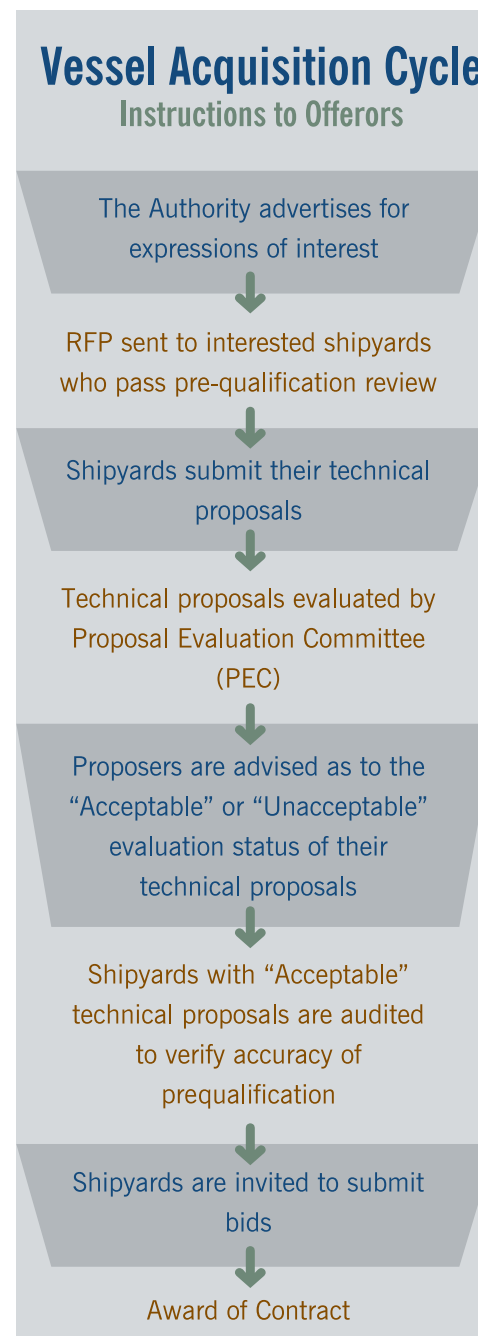 Vessel Acquisition Cycle
Instructions to Offerors
The Authority advertises for
expressions of interest
RFP sent to interested shipyards
who pass pre-qualification review
Shipyards submit their technical
proposals
Technical proposals evaluated by
Proposal Evaluation Committee
(PEC)
Proposers are advised as to the
“Acceptable” or “Unacceptable”
evaluation status of their
technical proposals
Shipyards with “Acceptable”
technical proposals are audited
to verify accuracy of
prequalification
Shipyards are invited to submit
bids
Award of Contract